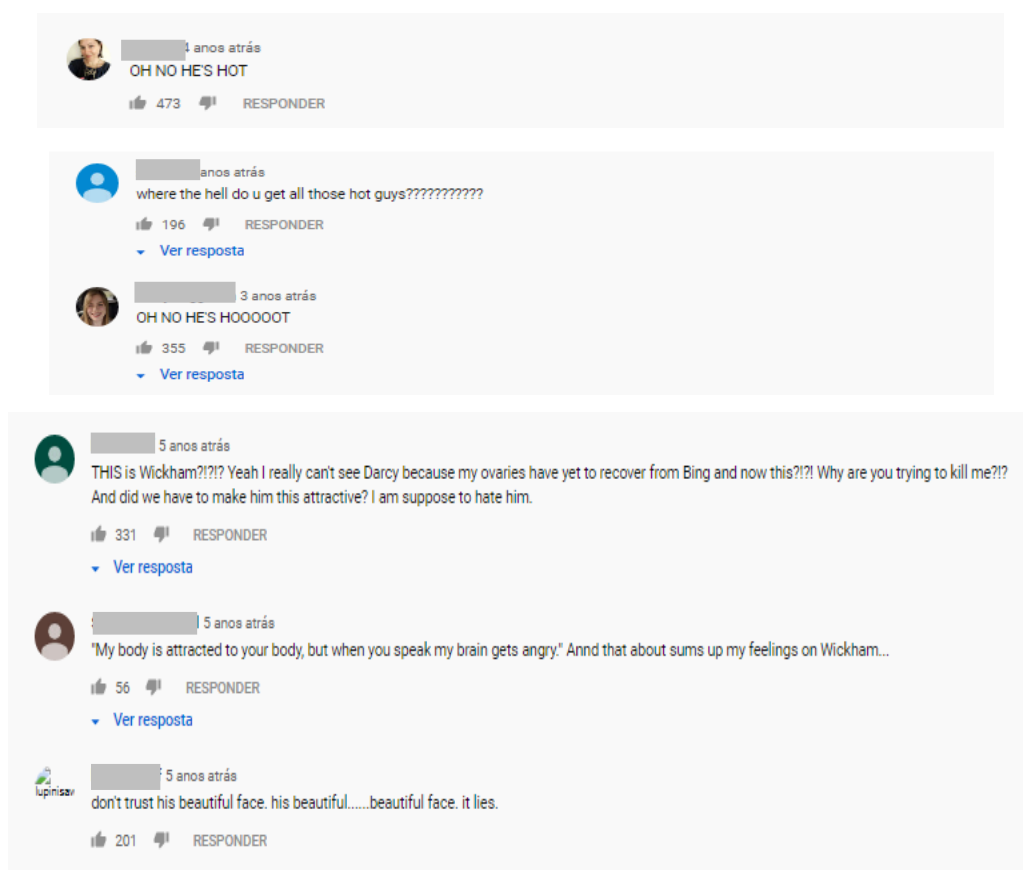 4 anos atrás
OH NO HE'S HOT
473 RESPONDER
anos atrás
where the hell do u get all those hot guys???????????
196 RESPONDER
Ver resposta
3 anos atrás
OH NO HE'S HOOOOOT
355 RESPONDER
Ver resposta
5 anos atrás
THIS is Wickham?!?!? Yeah I really can't see Darcy because my ovaries have yet to recover from Bing and now this?!?! Why are you trying to kill me?!?
And did we have to make him this attractive? I am suppose to hate him.
331 RESPONDER
Ver resposta
5 anos atrás
"My body is attracted to your body, but when you speak my brain gets angry." Annd that about sums up my feelings on Wickham...
56 RESPONDER
Ver resposta
5 anos atrás
lupinisav
don't trust his beautiful face. his beautiful......beautiful face. it lies.
201 RESPONDER